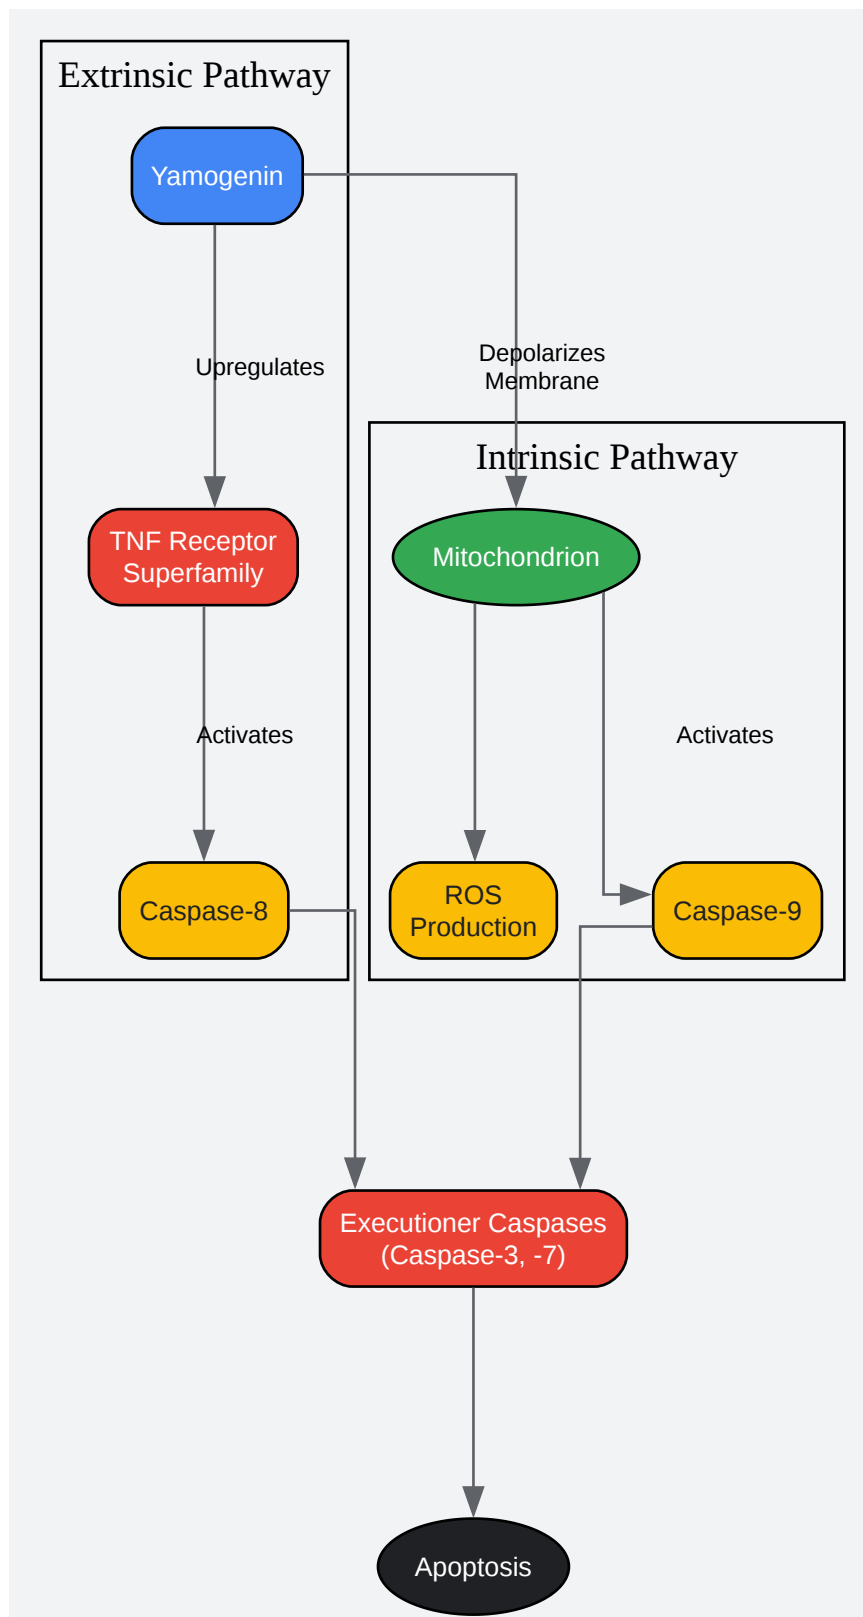 Extrinsic Pathway
Yamogenin
Upregulates
Depolarizes
Membrane
Intrinsic Pathway
TNF Receptor
Superfamily
Mitochondrion
Activates
Activates
Caspase-8
ROS
Production
Caspase-9
Executioner Caspases
(Caspase-3, -7)
Apoptosis